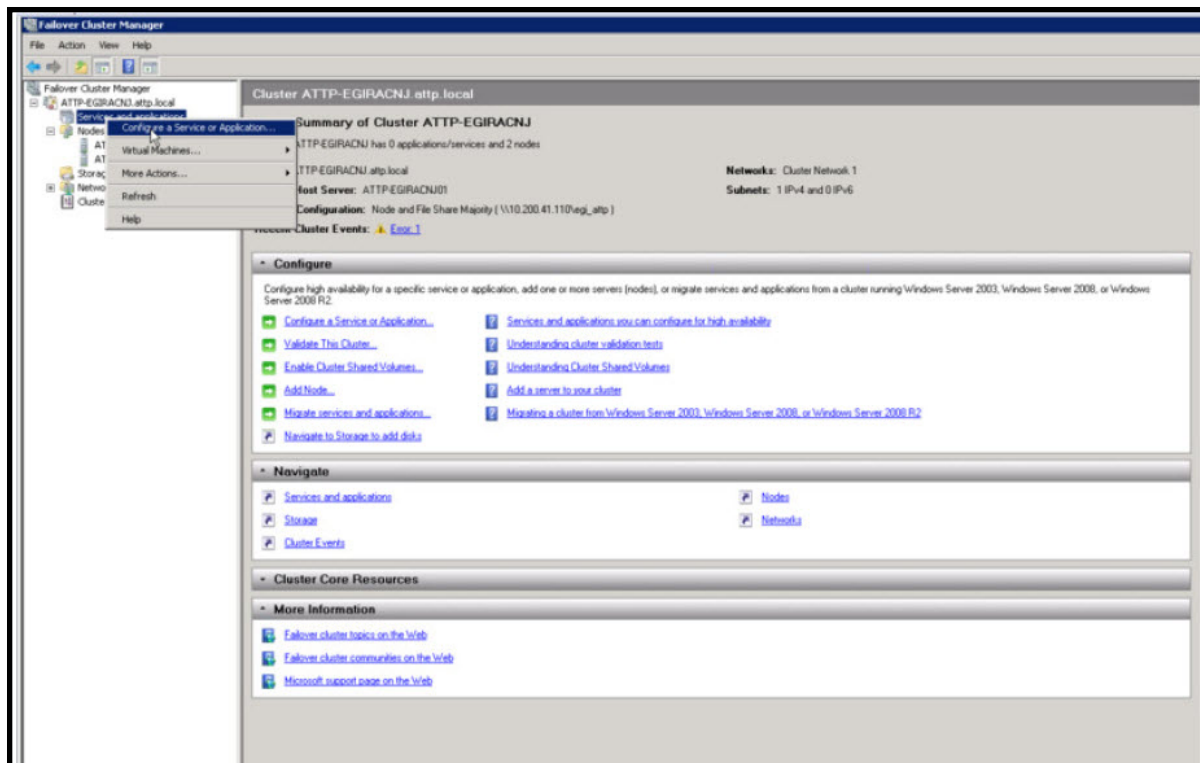 Failover Cluster Manager
File Action View Help
Failover Cluster Manager
ATTP-EGIRACNJ.attp.local
Services and applications
Nodes
AT
AT
Storag
Netwo
Cluste
Configure a Service or Application...
Virtual Machines...
More Actions...
Refresh
Help
Cluster ATTP-EGIRACNJ.attp.local
Summary of Cluster ATTP-EGIRACNJ
ATTP-EGIRACNJ has 0 applications/services and 2 nodes
ATTP-EGIRACNJ.attp.local Networks: Cluster Network 1
Host Server: ATTP-EGIRACNJ01 Subnets: 1 IPv4 and 0 IPv6
Configuration: Node and File Share Majority ( \\10.200.41.110\egi_attp )
Cluster Events: Error: 1
Configure
Configure high availability for a specific service or application, add one or more servers (nodes), or migrate services and applications from a cluster running Windows Server 2003, Windows Server 2008, or Windows
Server 2008 R2.
Configure a Service or Application... Services and applications you can configure for high availability
Validate This Cluster... Understanding cluster validation tests
Enable Cluster Shared Volumes... Understanding Cluster Shared Volumes
Add Node... Add a server to your cluster
Migrate services and applications... Migrating a cluster from Windows Server 2003, Windows Server 2008, or Windows Server 2008 R2
Navigate to Storage to add disks
Navigate
Services and applications Nodes
Storage Networks
Cluster Events
Cluster Core Resources
More Information
Failover cluster topics on the Web
Failover cluster communities on the Web
Microsoft support page on the Web